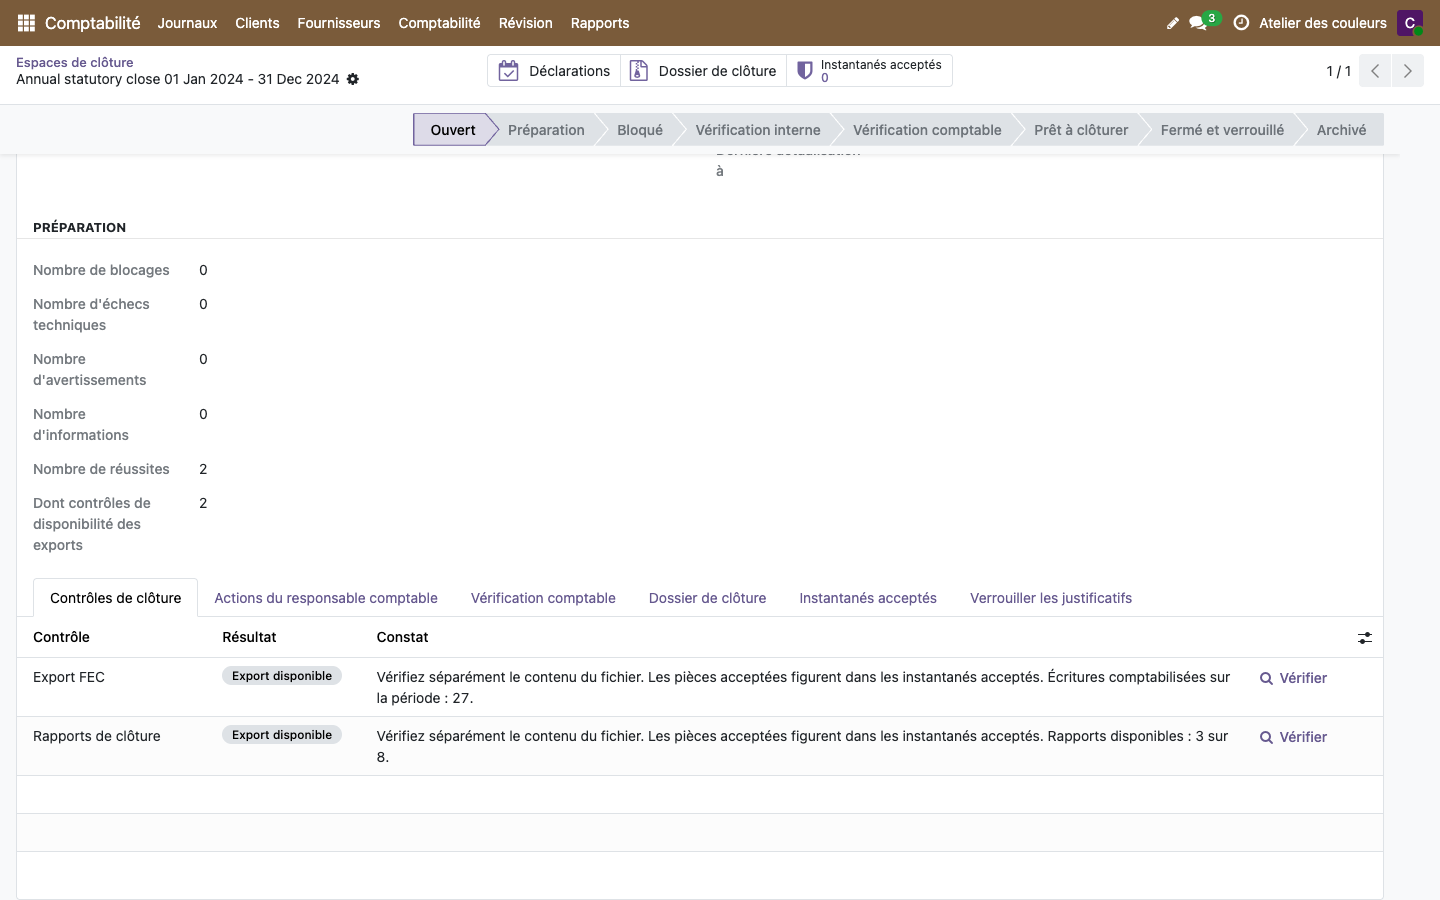 Comptabilité Journaux Clients Fournisseurs Comptabilité Révision Rapports 3 Atelier des couleurs C
Espaces de clôture
Annual statutory close 01 Jan 2024 - 31 Dec 2024
Déclarations
Dossier de clôture
Instantanés acceptés
0
1 / 1
Ouvert Préparation Bloqué Vérification interne Vérification comptable Prêt à clôturer Fermé et verrouillé Archivé
Dernière actualisation
à
PRÉPARATION
Nombre de blocages 0
Nombre d'échecs
techniques 0
Nombre
d'avertissements 0
Nombre
d'informations 0
Nombre de réussites 2
Dont contrôles de
disponibilité des
exports 2
Contrôles de clôture Actions du responsable comptable Vérification comptable Dossier de clôture Instantanés acceptés Verrouiller les justificatifs
Contrôle Résultat Constat
Export FEC Export disponible Vérifiez séparément le contenu du fichier. Les pièces acceptées figurent dans les instantanés acceptés. Écritures comptabilisées sur
la période : 27.
Vérifier
Rapports de clôture Export disponible Vérifiez séparément le contenu du fichier. Les pièces acceptées figurent dans les instantanés acceptés. Rapports disponibles : 3 sur
8.
Vérifier